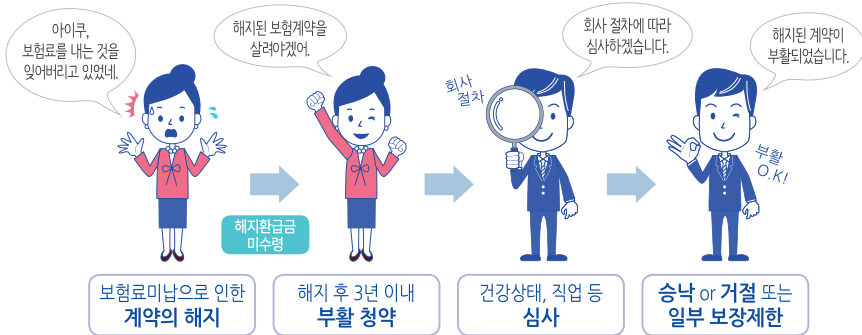 아이쿠,
보험료를 내는 것을
잊어버리고 있었네.
해지된 보험계약을
살려야겠어.
회사 절차에 따라
심사하겠습니다.
해지된 계약이
부활되었습니다.
회사
절차
부활
O.K!
해지환급금
미수령
보험료미납으로 인한
계약의 해지
해지 후 3년 이내
부활 청약
건강상태, 직업 등
심사
승낙 or 거절 또는
일부 보장제한